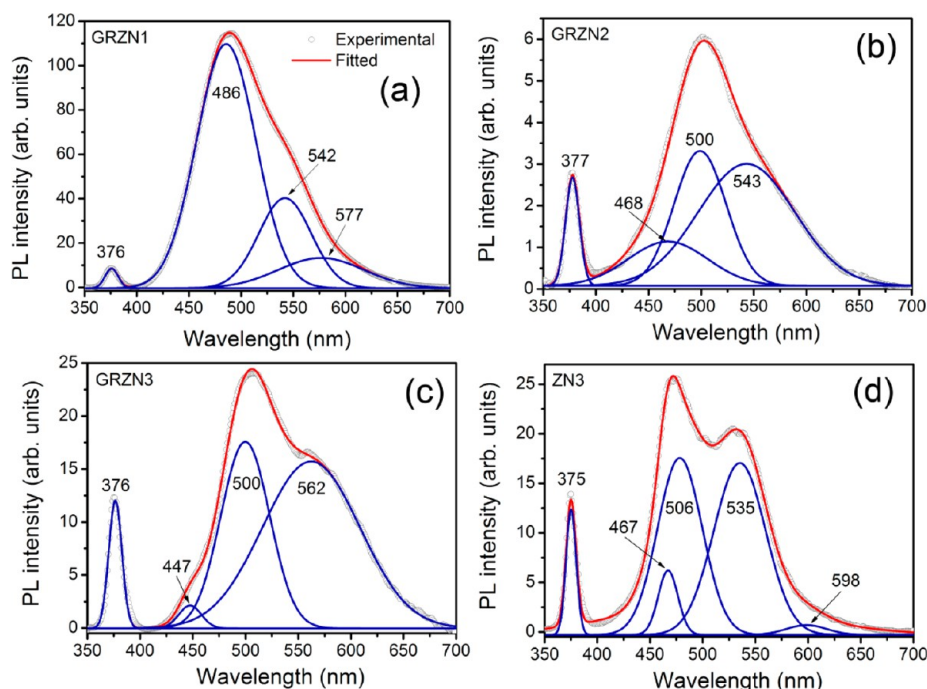 GRZN1
Experimental
Fitted
(a)
PL intensity (arb. units)
120
100
80
60
40
20
0
376
486
542
577
350 400 450 500 550 600 650 700
Wavelength (nm)
GRZN2
(b)
PL intensity (arb. units)
6
5
4
3
2
1
0
377
468
500
543
350 400 450 500 550 600 650 700
Wavelength (nm)
GRZN3
(c)
PL intensity (arb. units)
25
20
15
10
5
0
376
447
500
562
350 400 450 500 550 600 650 700
Wavelength (nm)
ZN3
(d)
PL intensity (arb. units)
25
20
15
10
5
0
375
467
506
535
598
350 400 450 500 550 600 650 700
Wavelength (nm)